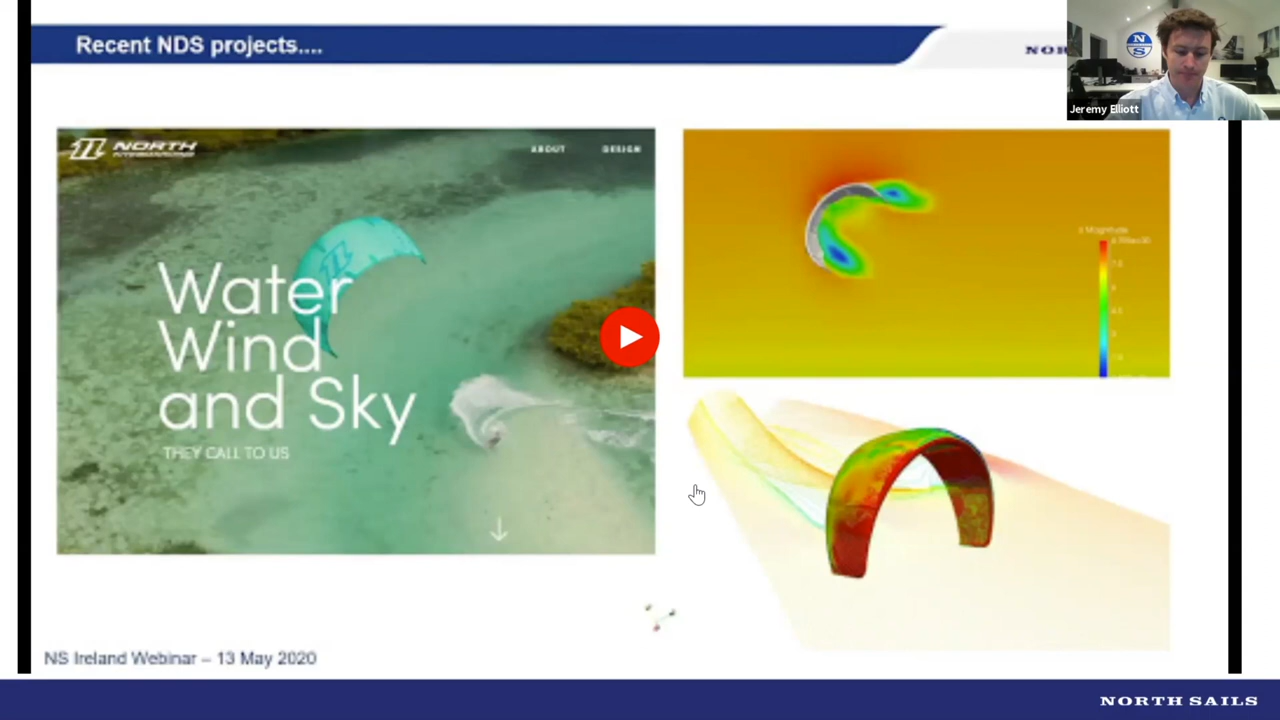 Recent NDS projects....
NOR
N
S
Jeremy Elliott
NORTH
ABOUT
DESIGN
Water
Wind
and Sky
THEY CALL TO US
Magnitude
NS Ireland Webinar – 13 May 2020
NORTH SAILS